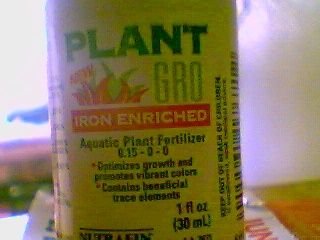 PLANT
GRO
IRON ENRICHED
Aquatic Plant Fertilizer
0.15 - 0 - 0
• Optimizes growth and
promotes vibrant colors
• Contains beneficial
trace elements
1 fl oz
(30 mL)
NUTRAFIN
KEEP OUT OF REACH OF CHILDREN